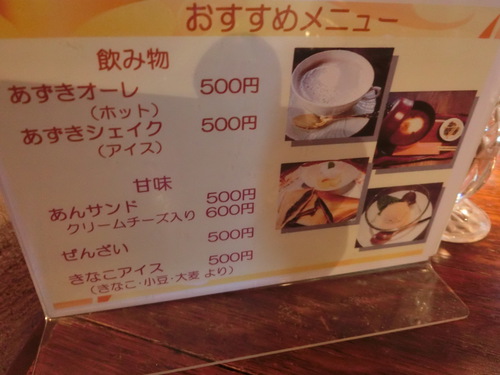 おすすめメニュー
飲み物
あずきオーレ 500円
（ホット）
あずきシェイク 500円
（アイス）
甘味
あんサンド 500円
クリームチーズ入り 600円
ぜんざい 500円
きなこアイス 500円
（きなこ・小豆・大麦 より）